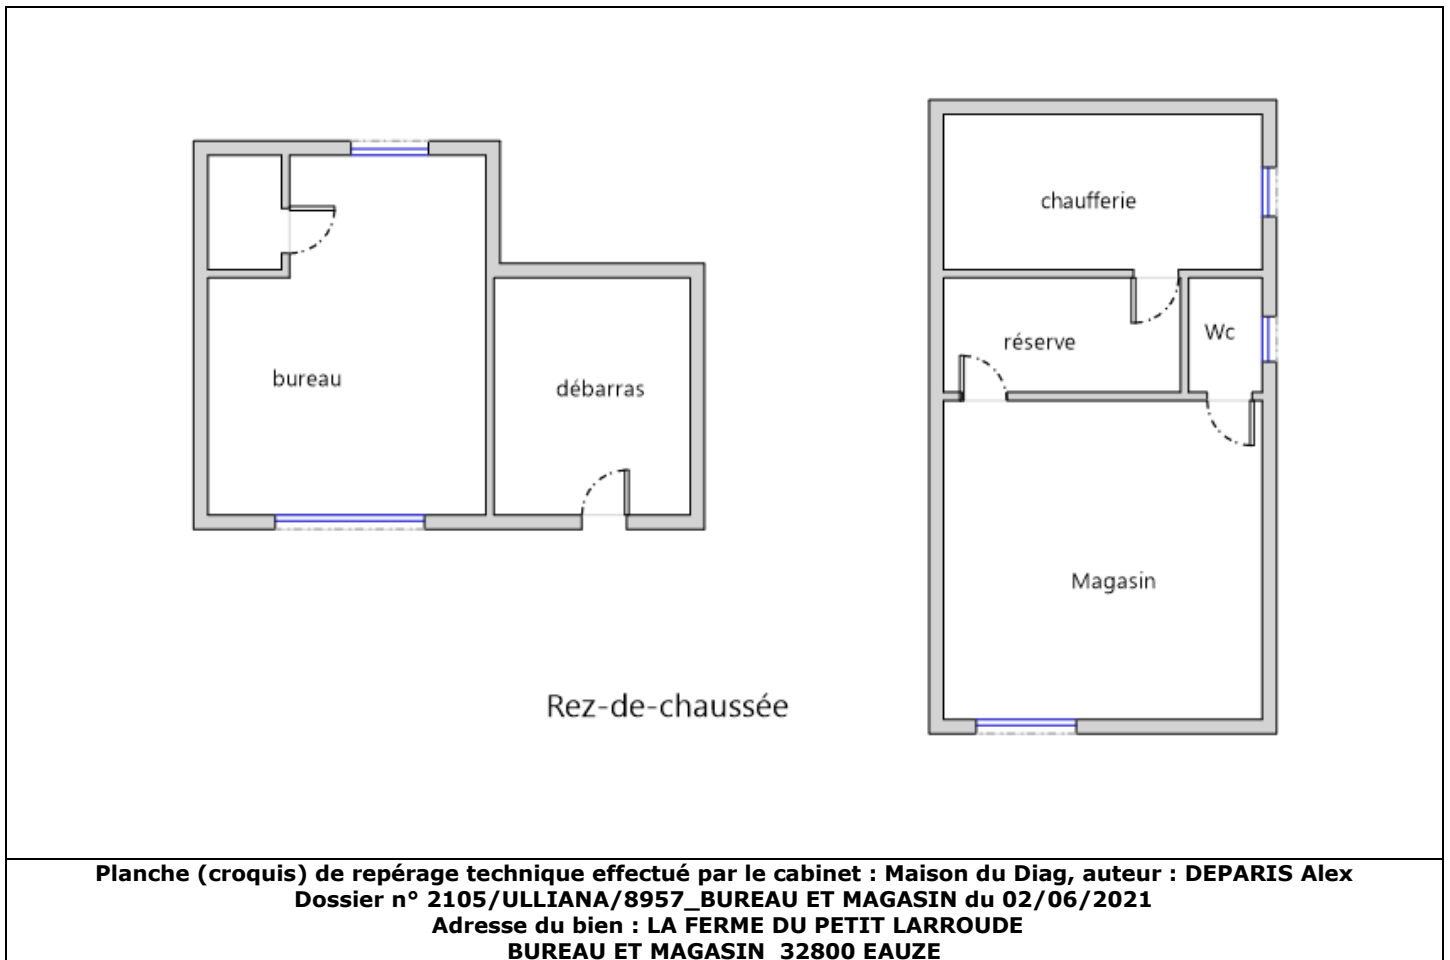 chaufferie
réserve
Wc
bureau
débarras
Magasin
Rez-de-chaussée
Planche (croquis) de repérage technique effectué par le cabinet : Maison du Diag, auteur : DEPARIS Alex
Dossier n° 2105/ULLIANA/8957_BUREAU ET MAGASIN du 02/06/2021
Adresse du bien : LA FERME DU PETIT LARROUDE
BUREAU ET MAGASIN 32800 EAUZE